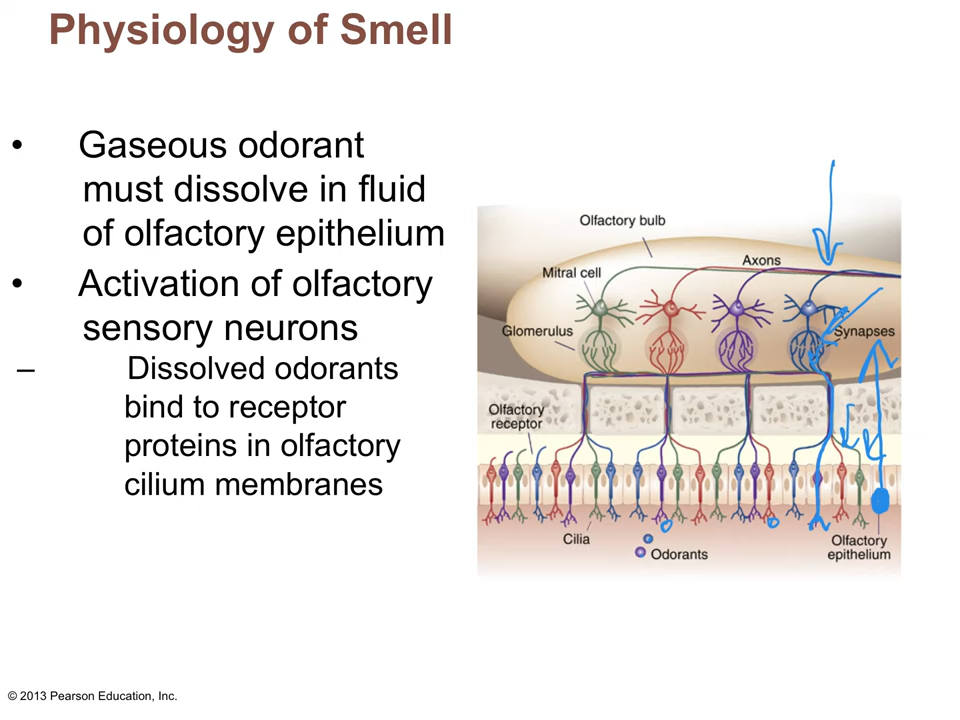 Physiology of Smell
• Gaseous odorant
must dissolve in fluid
of olfactory epithelium
• Activation of olfactory
sensory neurons
– Dissolved odorants
bind to receptor
proteins in olfactory
cilium membranes
Olfactory bulb
Axons
Mitral cell
Glomerulus
Synapses
Olfactory
receptor
Cilia
Odorants
Olfactory
epithelium
© 2013 Pearson Education, Inc.